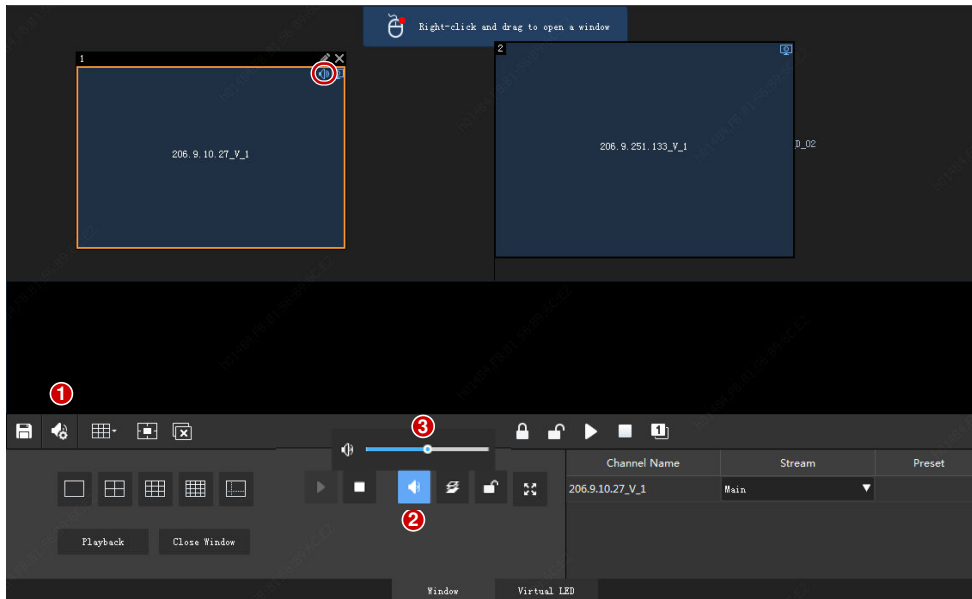 Right-click and drag to open a window
1
2
206.9.10.27_V_1
206.9.251.133_V_1
D_02
1
3
1
Channel Name Stream Preset
206.9.10.27_V_1 Main
2
Playback Close Window
Window Virtual LED